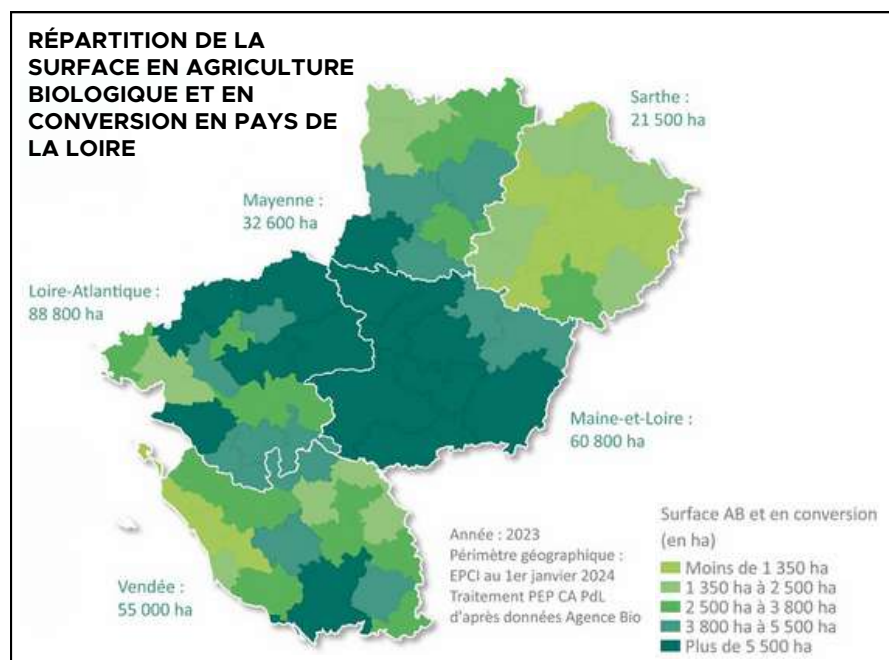 RÉPARTITION DE LA
SURFACE EN AGRICULTURE
BIOLOGIQUE ET EN
CONVERSION EN PAYS DE
LA LOIRE
Sarthe :
21 500 ha
Mayenne :
32 600 ha
Loire-Atlantique :
88 800 ha
Maine-et-Loire :
60 800 ha
Vendée :
55 000 ha
Année : 2023
Périmètre géographique :
EPCI au 1er janvier 2024
Traitement PEP CA PdL
d'après données Agence Bio
Surface AB et en conversion
(en ha)
Moins de 1 350 ha
1 350 ha à 2 500 ha
2 500 ha à 3 800 ha
3 800 ha à 5 500 ha
Plus de 5 500 ha